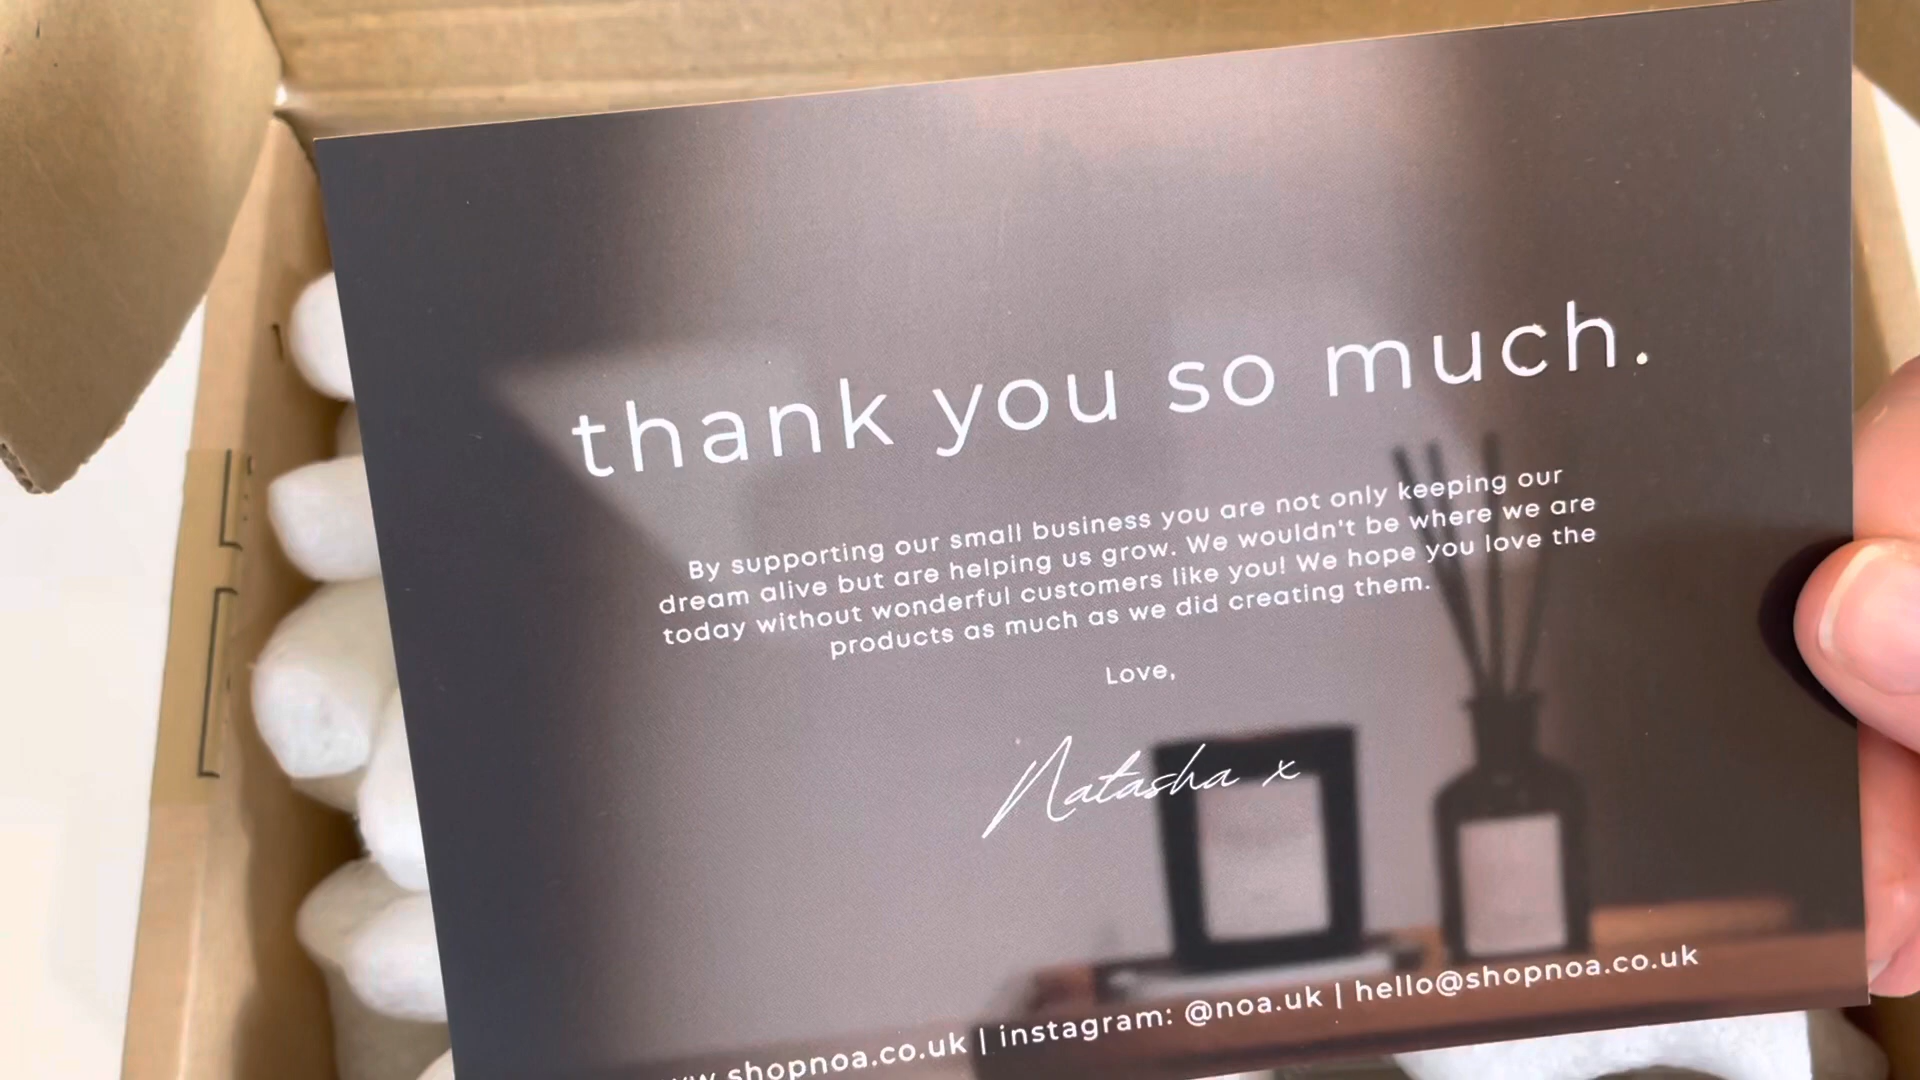 thank you so much.
By supporting our small business you are not only keeping our
dream alive but are helping us grow. We wouldn't be where we are
today without wonderful customers like you! We hope you love the
products as much as we did creating them.
Love,
Natasha x
shopnoa.co.uk | instagram: @noa.uk | hello@shopnoa.co.uk